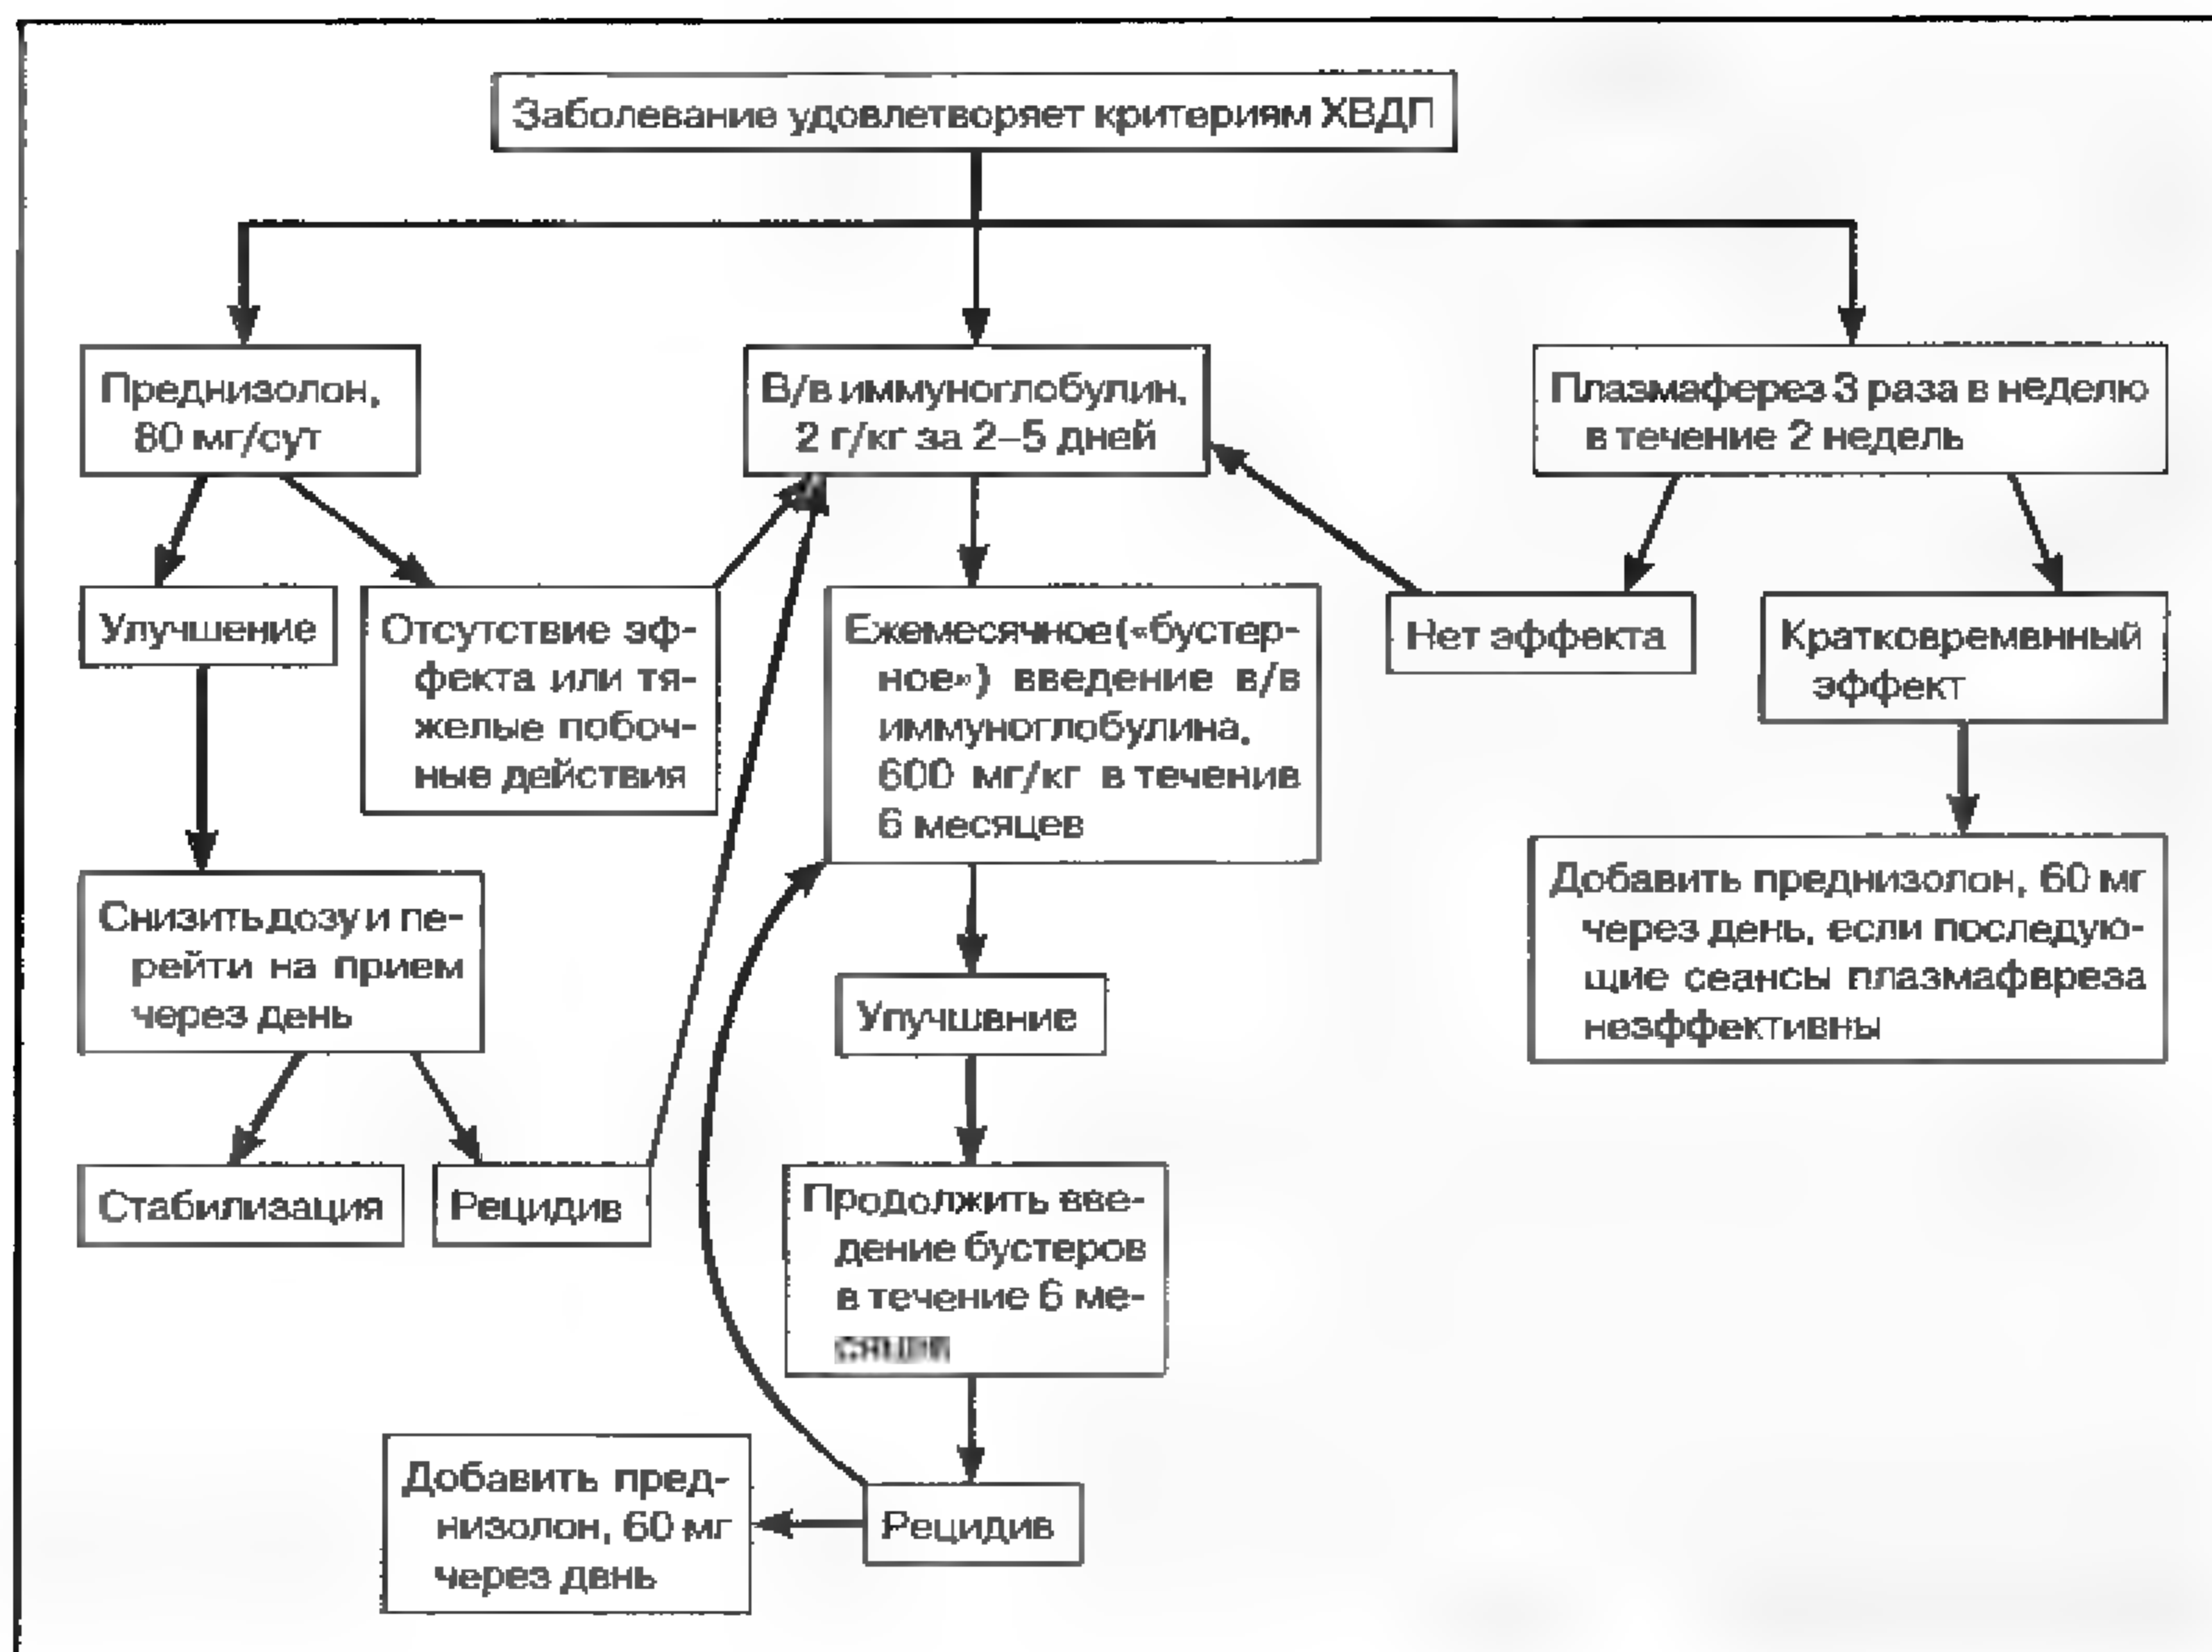 Заболевание удовлетворяет критериям ХВДП
Преднизолон,
80 мг/сут
В/в иммуноглобулин,
2 г/кг за 2–5 дней
Плазмаферез 3 раза в неделю
в течение 2 недель
Улучшение
Отсутствие эф-
фекта или тя-
желые побоч-
ные действия
Ежемесячное («бустер-
ное») введение в/в
иммуноглобулина,
600 мг/кг в течение
6 месяцев
Нет эффекта
Кратковременный
эффект
Снизить дозу и пе-
рейти на прием
через день
Добавить преднизолон, 60 мг
через день, если последую-
щие сеансы плазмафереза
неэффективны
Улучшение
Стабилизация
Рецидив
Продолжить вве-
дение бустеров
в течение 6 ме-
сяцев
Добавить пред-
низолон, 60 мг
через день
Рецидив